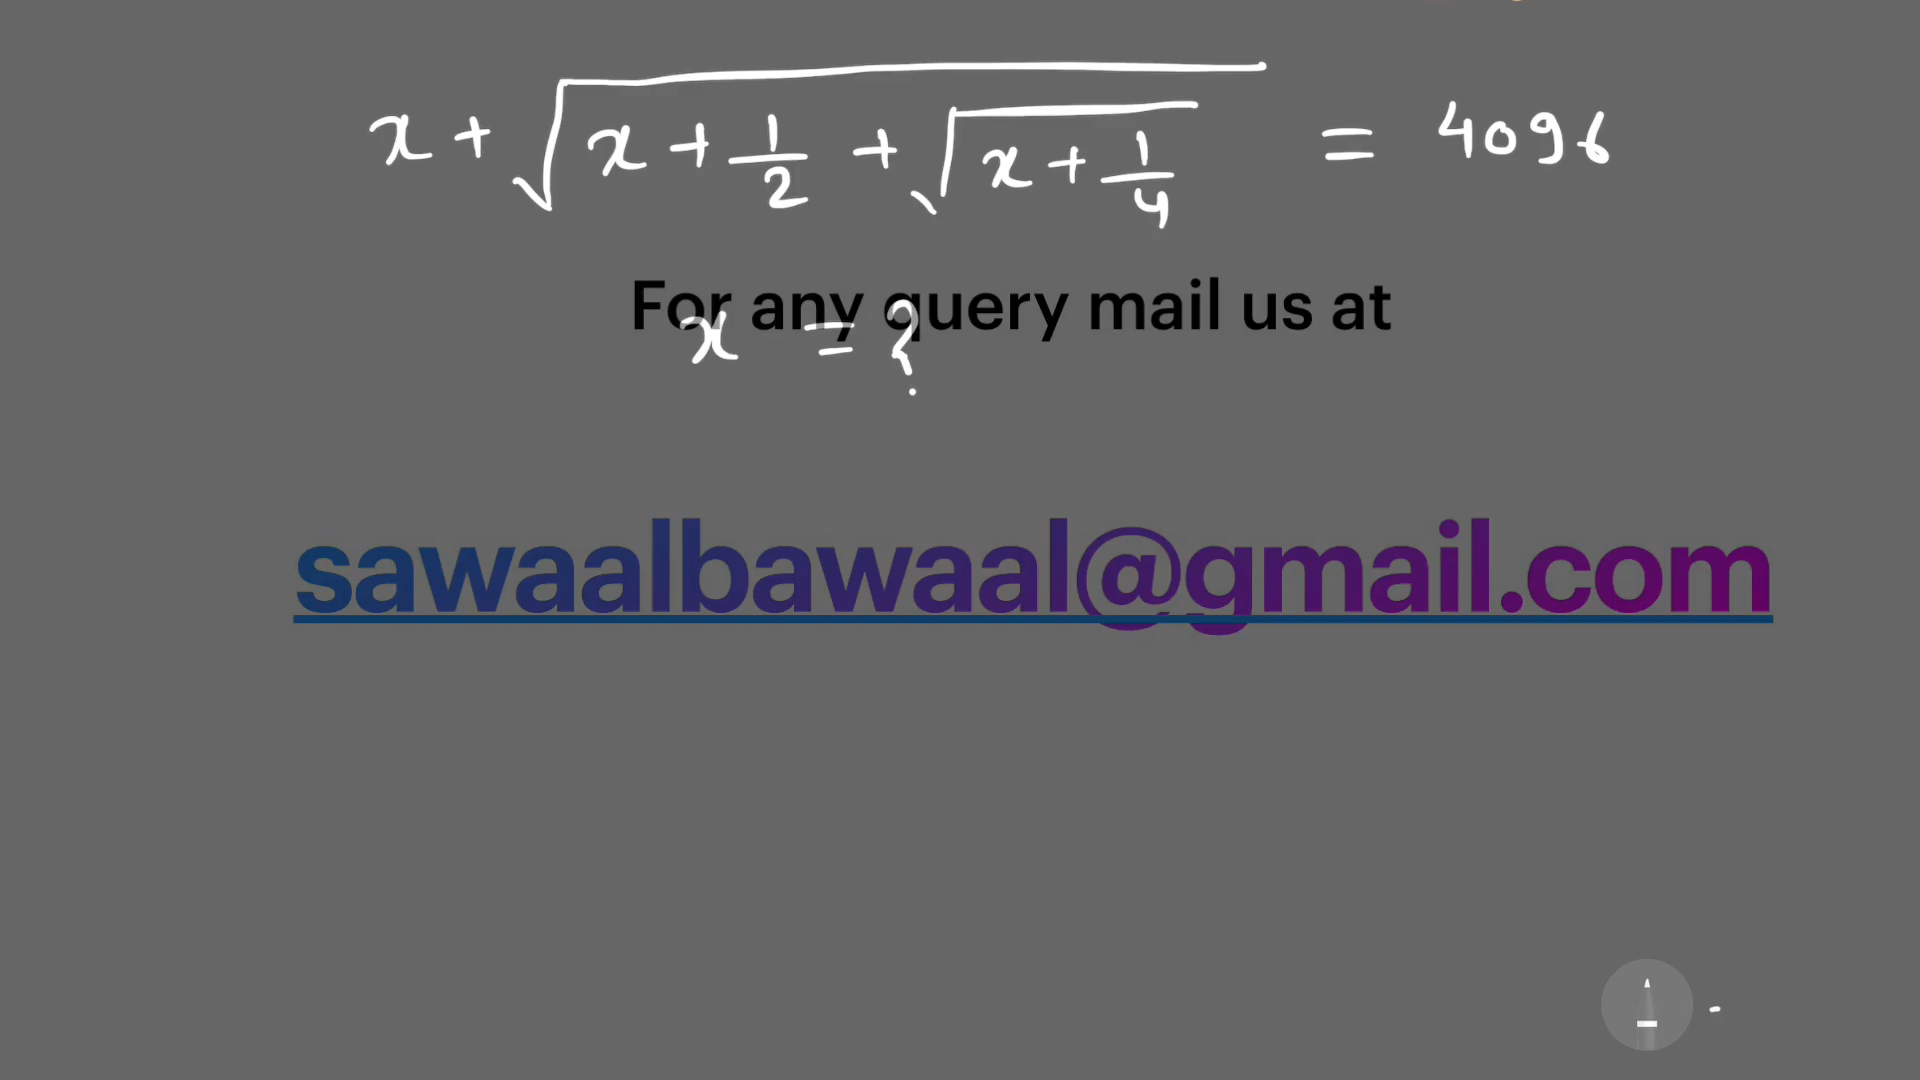 x + √(x + 1/2 + √(x + 1/4)) = 4096
For any query mail us at
x = ?
sawaalbawaal@gmail.com